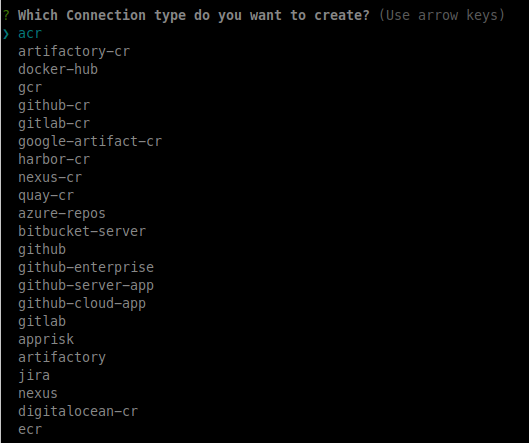 ? Which Connection type do you want to create? (Use arrow keys)
❯ acr
artifactory-cr
docker-hub
gcr
github-cr
gitlab-cr
google-artifact-cr
harbor-cr
nexus-cr
quay-cr
azure-repos
bitbucket-server
github
github-enterprise
github-server-app
github-cloud-app
gitlab
apprisk
artifactory
jira
nexus
digitalocean-cr
ecr